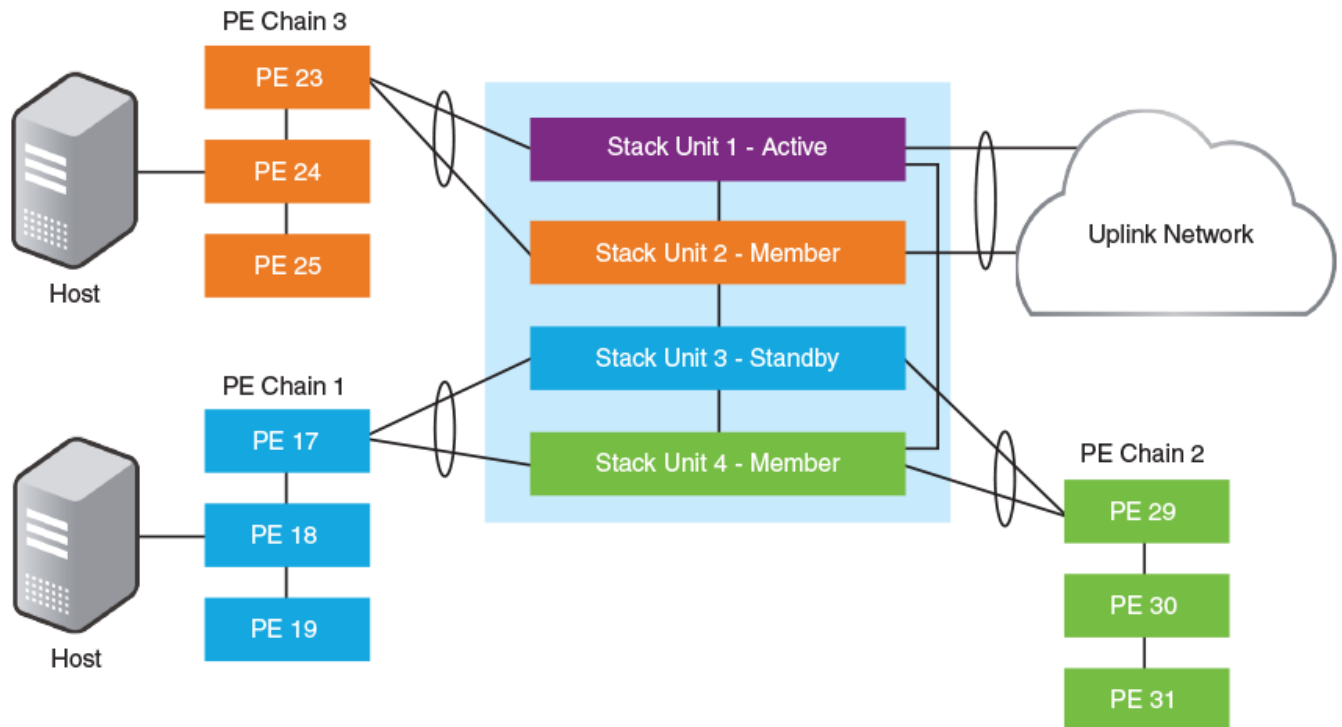 PE Chain 3
PE 23
PE 24
PE 25
Host
Stack Unit 1 - Active
Stack Unit 2 - Member
Stack Unit 3 - Standby
Stack Unit 4 - Member
Uplink Network
PE Chain 1
PE 17
PE 18
PE 19
Host
PE Chain 2
PE 29
PE 30
PE 31